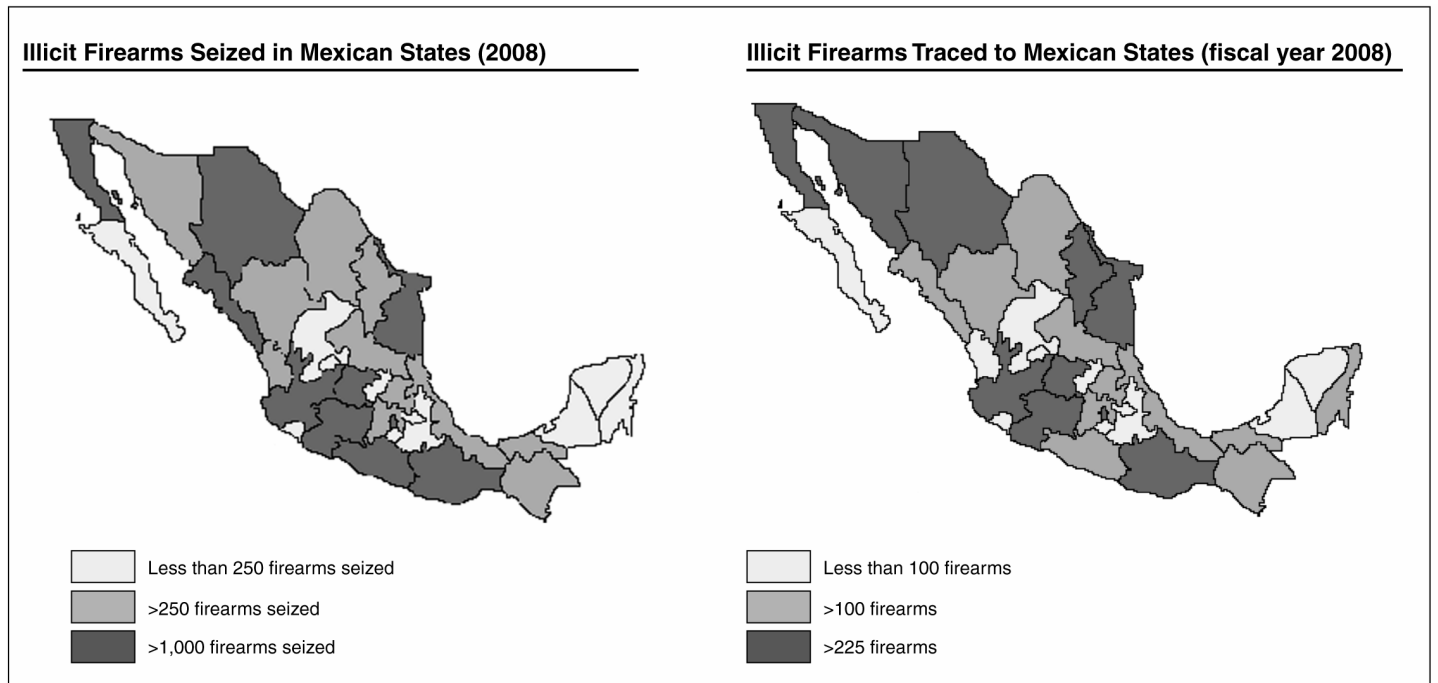 Illicit Firearms Seized in Mexican States (2008)
Less than 250 firearms seized
>250 firearms seized
>1,000 firearms seized
Illicit Firearms Traced to Mexican States (fiscal year 2008)
Less than 100 firearms
>100 firearms
>225 firearms